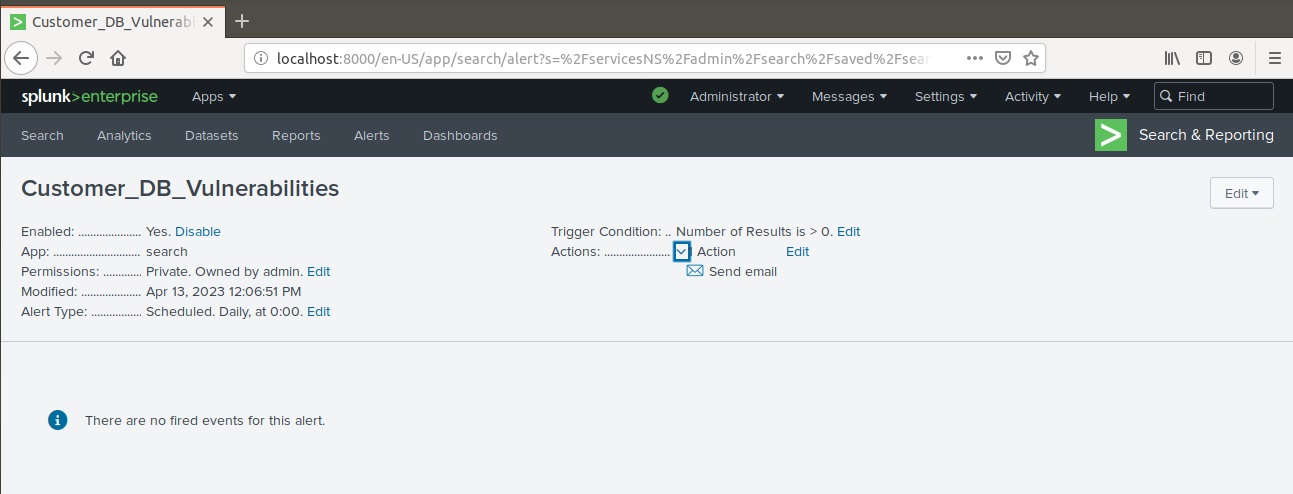 Customer_DB_Vulnerabi
localhost:8000/en-US/app/search/alert?s=%2FservicesNS%2Fadmin%2Fsearch%2Fsaved%2Fsear
splunk>enterprise Apps Administrator Messages Settings Activity Help Find
Search Analytics Datasets Reports Alerts Dashboards Search & Reporting
Customer_DB_Vulnerabilities Edit
Enabled: ..................... Yes. Disable
App: ............................. search
Permissions: ............. Private. Owned by admin. Edit
Modified: .................... Apr 13, 2023 12:06:51 PM
Alert Type: ................. Scheduled. Daily, at 0:00. Edit
Trigger Condition: .. Number of Results is > 0. Edit
Actions: ...................... Action Edit
Send email
There are no fired events for this alert.